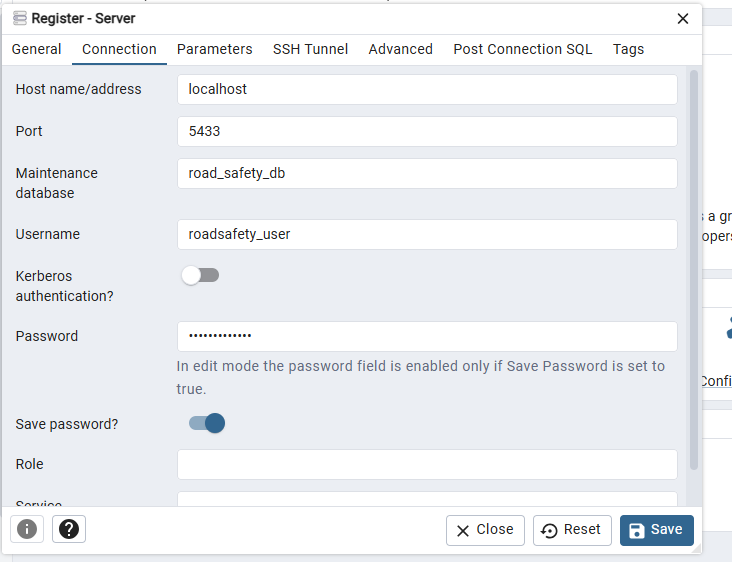 Register - Server
General Connection Parameters SSH Tunnel Advanced Post Connection SQL Tags
Host name/address localhost
Port 5433
Maintenance database road_safety_db
Username roadsafety_user
Kerberos authentication?
Password •••••••••••••
In edit mode the password field is enabled only if Save Password is set to
true.
Save password?
Role
Service
Close Reset Save
s a gr
opers
Confi